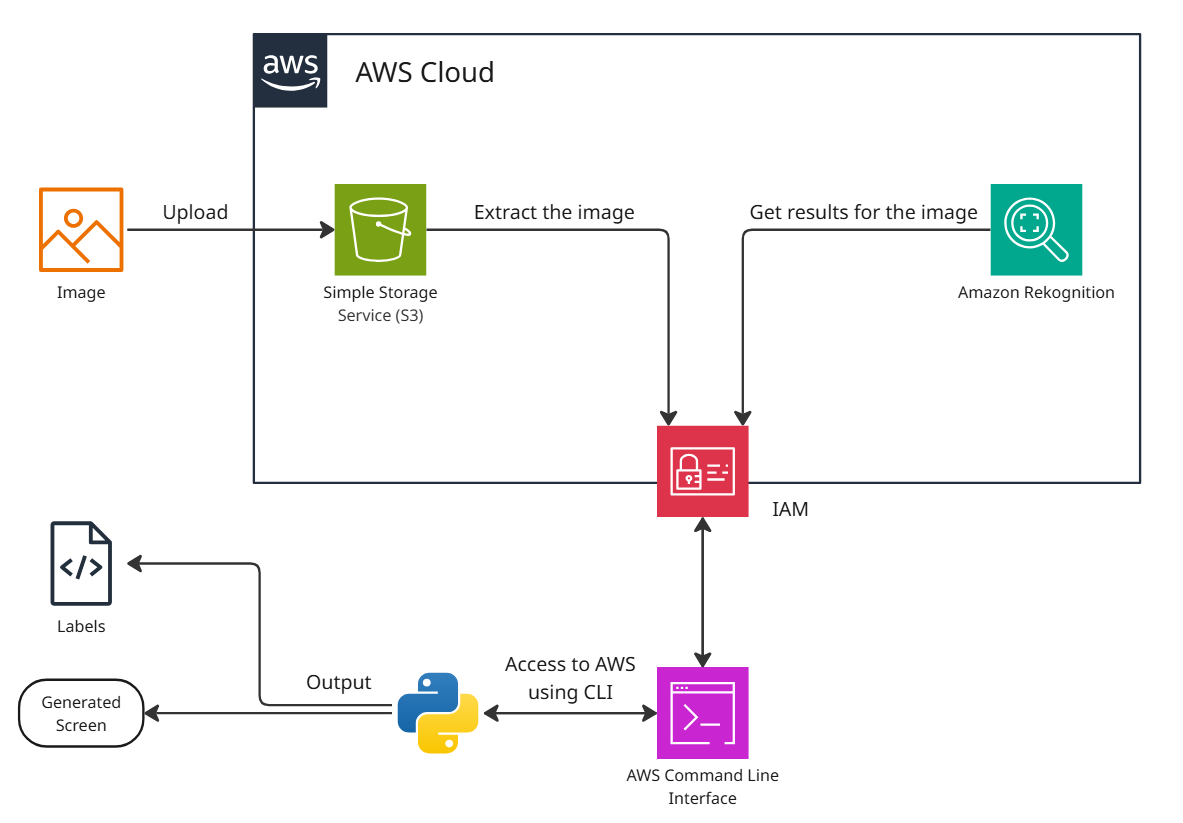 aws
AWS Cloud
Upload
Extract the image
Get results for the image
Image
Simple Storage
Service (S3)
Amazon Rekognition
IAM
</>
Labels
Access to AWS
using CLI
Output
Generated
Screen
>_
AWS Command Line
Interface